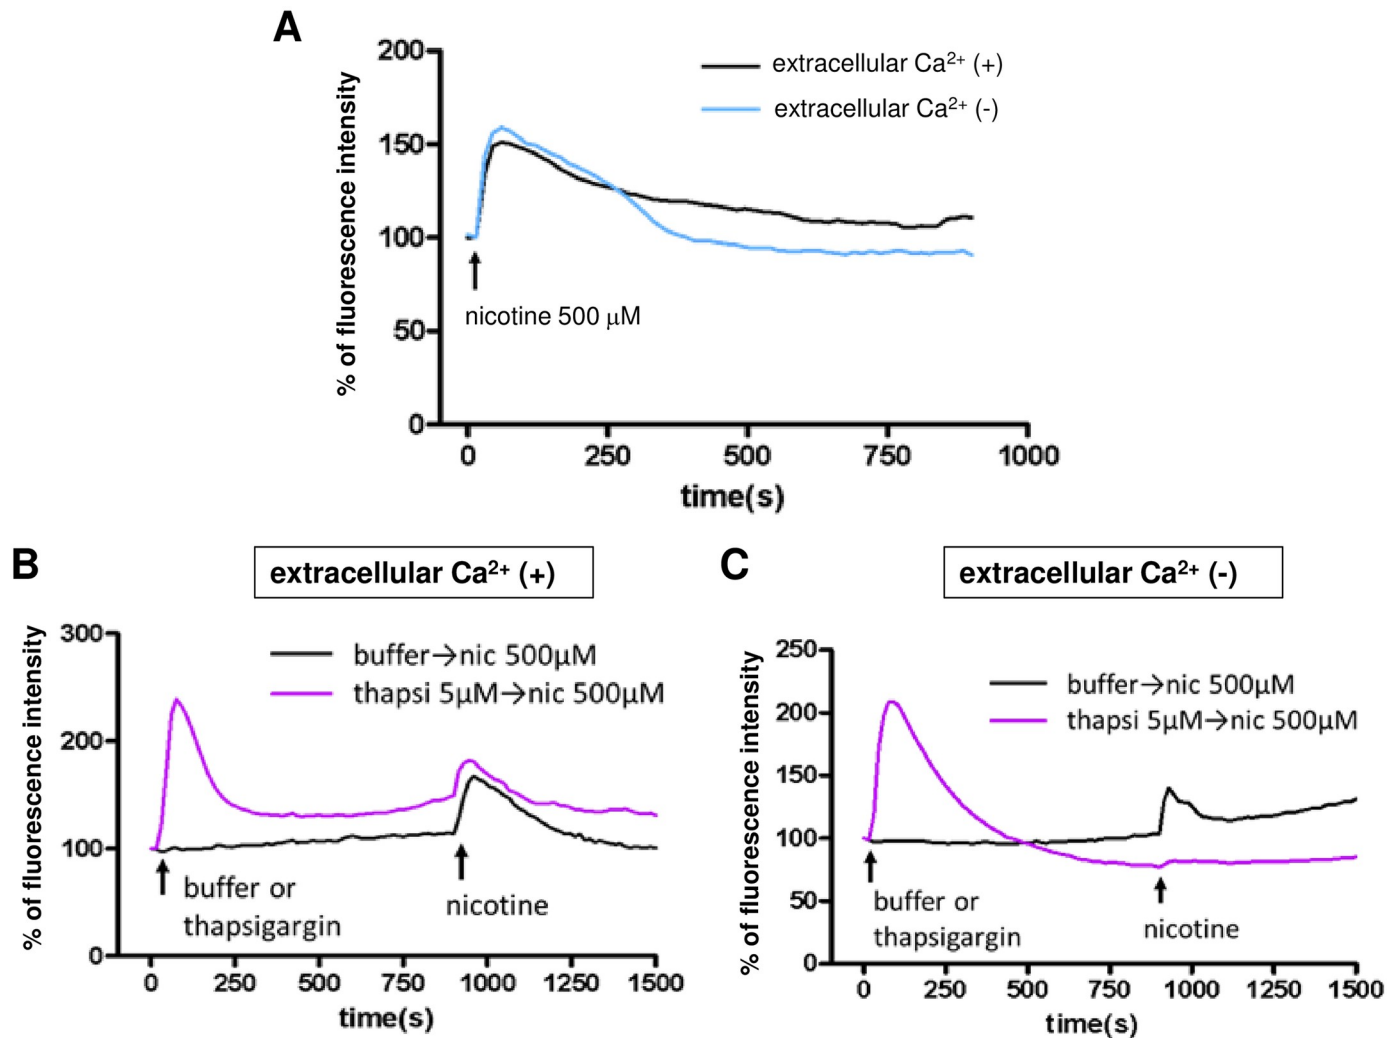 A
200
150
100
50
0
% of fluorescence intensity
extracellular Ca²⁺ (+)
extracellular Ca²⁺ (-)
nicotine 500 µM
0 250 500 750 1000
time(s)
B
extracellular Ca²⁺ (+)
300
200
100
0
% of fluorescence intensity
buffer→nic 500µM
thapsi 5µM→nic 500µM
buffer or
thapsigargin
nicotine
0 250 500 750 1000 1250 1500
time(s)
C
extracellular Ca²⁺ (-)
250
200
150
100
50
0
% of fluorescence intensity
buffer→nic 500µM
thapsi 5µM→nic 500µM
buffer or
thapsigargin
nicotine
0 250 500 750 1000 1250 1500
time(s)